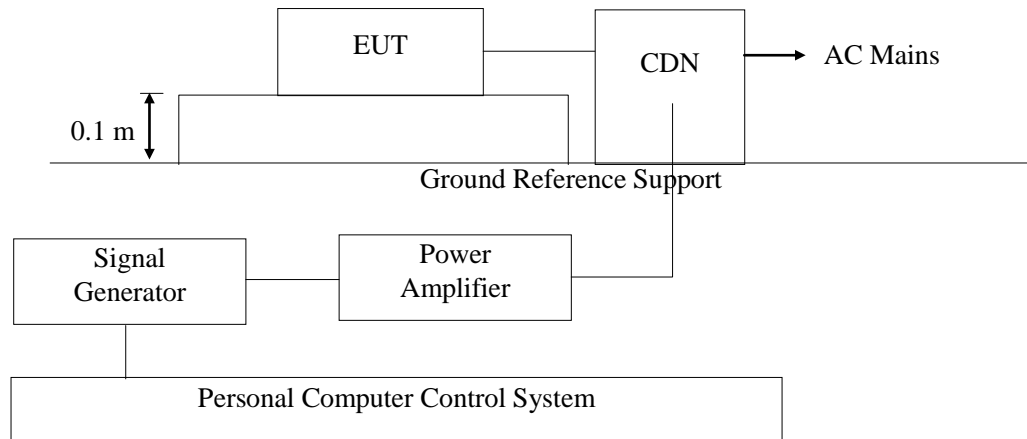 EUT
CDN
AC Mains
0.1 m
Ground Reference Support
Signal
Generator
Power
Amplifier
Personal Computer Control System